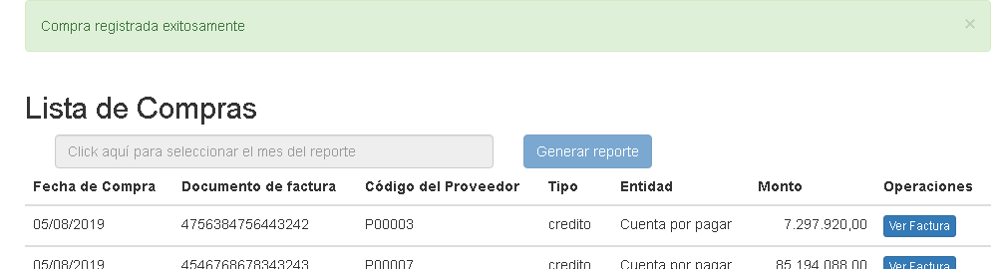 Compra registrada exitosamente ×
Lista de Compras
Click aquí para seleccionar el mes del reporte Generar reporte
Fecha de Compra Documento de factura Código del Proveedor Tipo Entidad Monto Operaciones
05/08/2019 4756384756443242 P00003 credito Cuenta por pagar 7.297.920,00 Ver Factura
05/08/2019 4546768678343243 P00007 credito Cuenta por pagar 85.194.088,00 Ver Factura